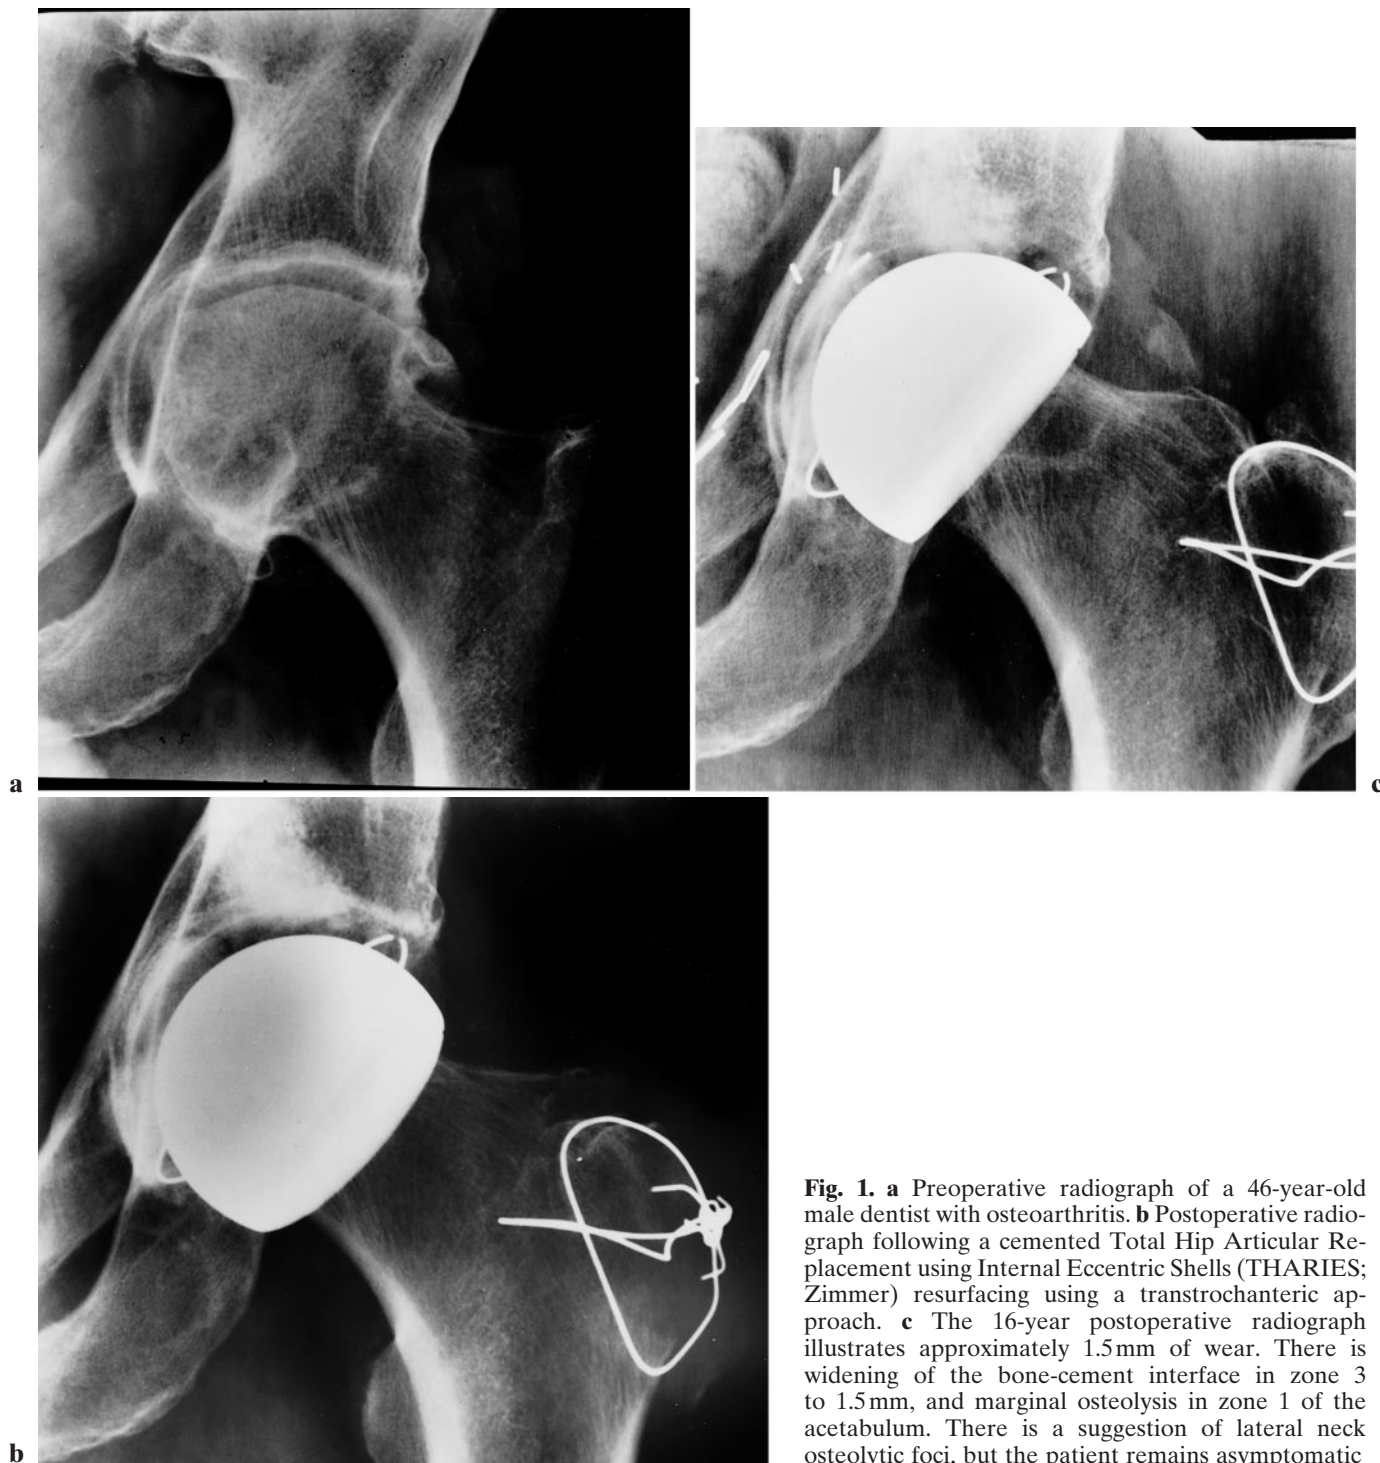 a
c
b
Fig. 1. a Preoperative radiograph of a 46-year-old
male dentist with osteoarthritis. b Postoperative radio-
graph following a cemented Total Hip Articular Re-
placement using Internal Eccentric Shells (THARIES;
Zimmer) resurfacing using a transtrochanteric ap-
proach. c The 16-year postoperative radiograph
illustrates approximately 1.5 mm of wear. There is
widening of the bone-cement interface in zone 3
to 1.5 mm, and marginal osteolysis in zone 1 of the
acetabulum. There is a suggestion of lateral neck
osteolytic foci, but the patient remains asymptomatic